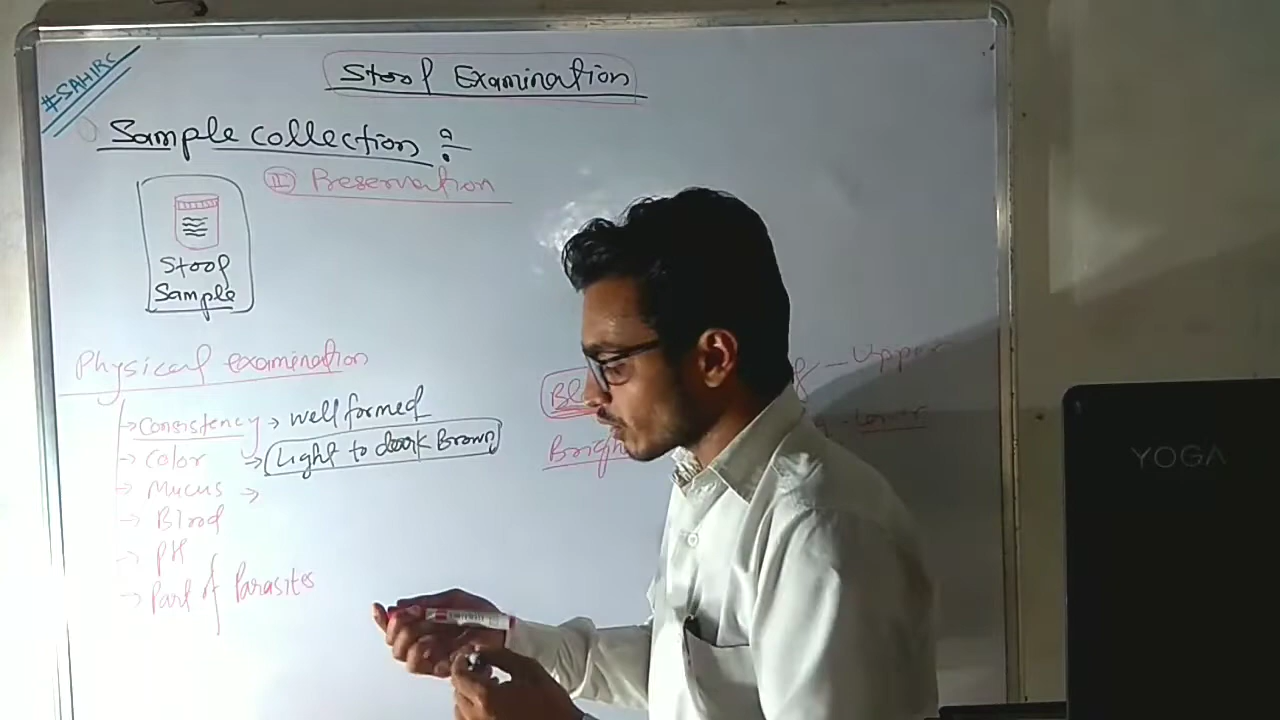 #SAHIRC
Stool Examination
Sample collection :-
II Preservation
Stool
Sample
Physical examination
→ Consistency → well formed
→ Color → Light to dark Brown
→ Mucus →
→ Blood
→ PH
→ Part of Parasites
- Upper
- Lower
YOGA